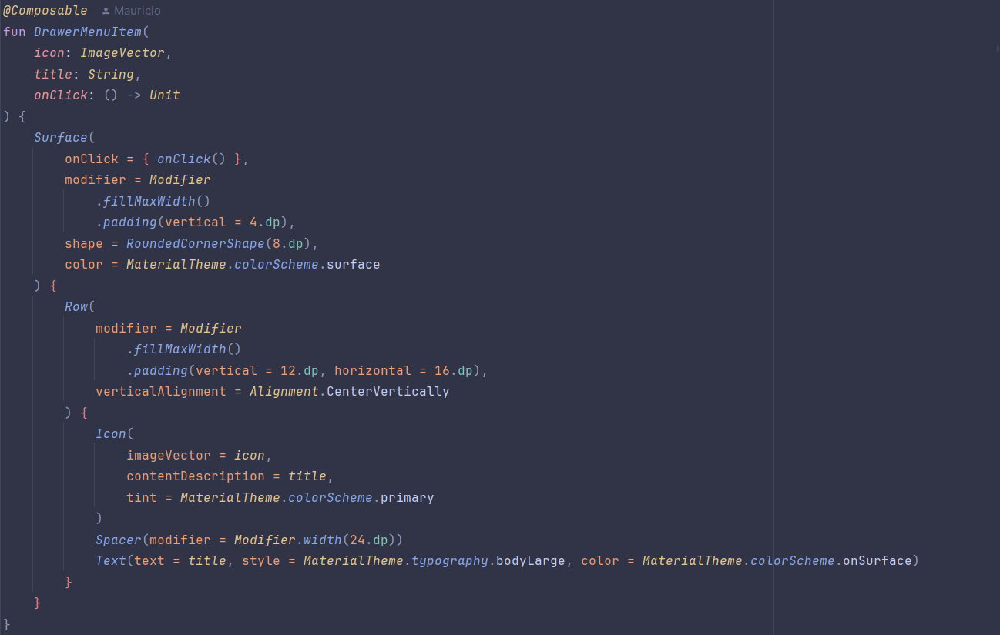 @Composable Mauricio
fun DrawerMenuItem(
    icon: ImageVector,
    title: String,
    onClick: () -> Unit
) {
    Surface(
        onClick = { onClick() },
        modifier = Modifier
            .fillMaxWidth()
            .padding(vertical = 4.dp),
        shape = RoundedCornerShape(8.dp),
        color = MaterialTheme.colorScheme.surface
    ) {
        Row(
            modifier = Modifier
                .fillMaxWidth()
                .padding(vertical = 12.dp, horizontal = 16.dp),
            verticalAlignment = Alignment.CenterVertically
        ) {
            Icon(
                imageVector = icon,
                contentDescription = title,
                tint = MaterialTheme.colorScheme.primary
            )
            Spacer(modifier = Modifier.width(24.dp))
            Text(text = title, style = MaterialTheme.typography.bodyLarge, color = MaterialTheme.colorScheme.onSurface)
        }
    }
}